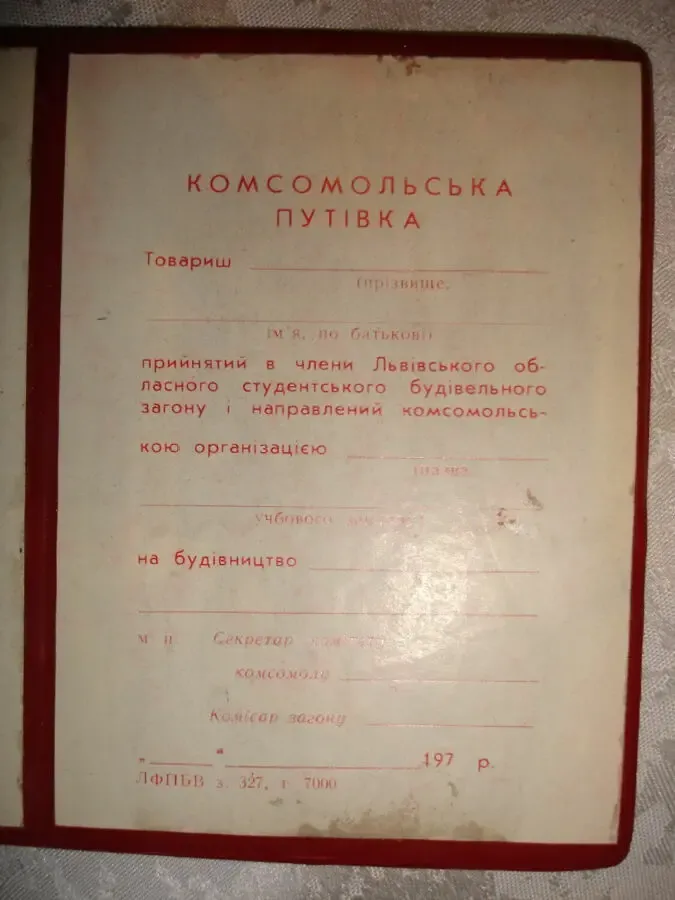 КОМСОМОЛЬСЬКА
ПУТІВКА
Товариш
(прізвище,
ім'я, по батькові)
прийнятий в члени Львівського об-
ласного студентського будівельного
загону і направлений комсомольсь-
кою організацією
учбового
на будівництво
м п. Секретар
комсомолу
Комісар загону
„ “ 197 р.
ЛФПБВ з. 327, т 7000